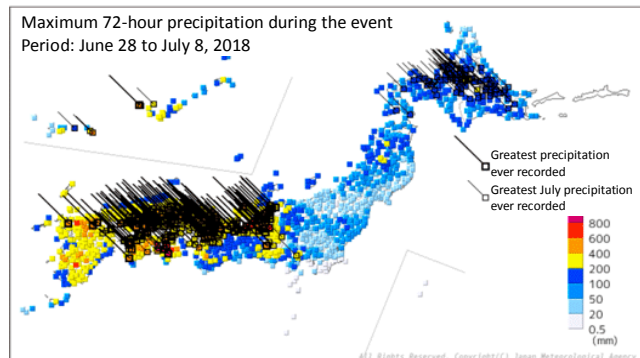 Maximum 72-hour precipitation during the event
Period: June 28 to July 8, 2018
Greatest precipitation
ever recorded
Greatest July precipitation
ever recorded
800
600
400
200
100
50
20
0.5
(mm)
All Rights Reserved. Copyright(C) Japan Meteorological Agency